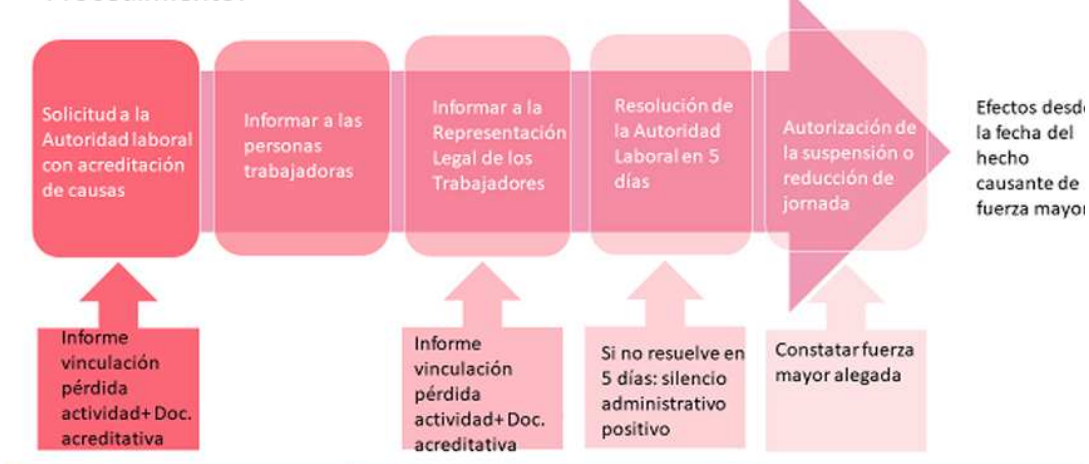 Solicitud a la
Autoridad laboral
con acreditación
de causas
Informar a las
personas
trabajadoras
Informar a la
Representación
Legal de los
Trabajadores
Resolución de
la Autoridad
Laboral en 5
días
Autorización de
la suspensión o
reducción de
jornada
Efectos desde
la fecha del
hecho
causante de
fuerza mayor
Informe
vinculación
pérdida
actividad+ Doc.
acreditativa
Informe
vinculación
pérdida
actividad+ Doc.
acreditativa
Si no resuelve en
5 días: silencio
administrativo
positivo
Constatar fuerza
mayor alegada